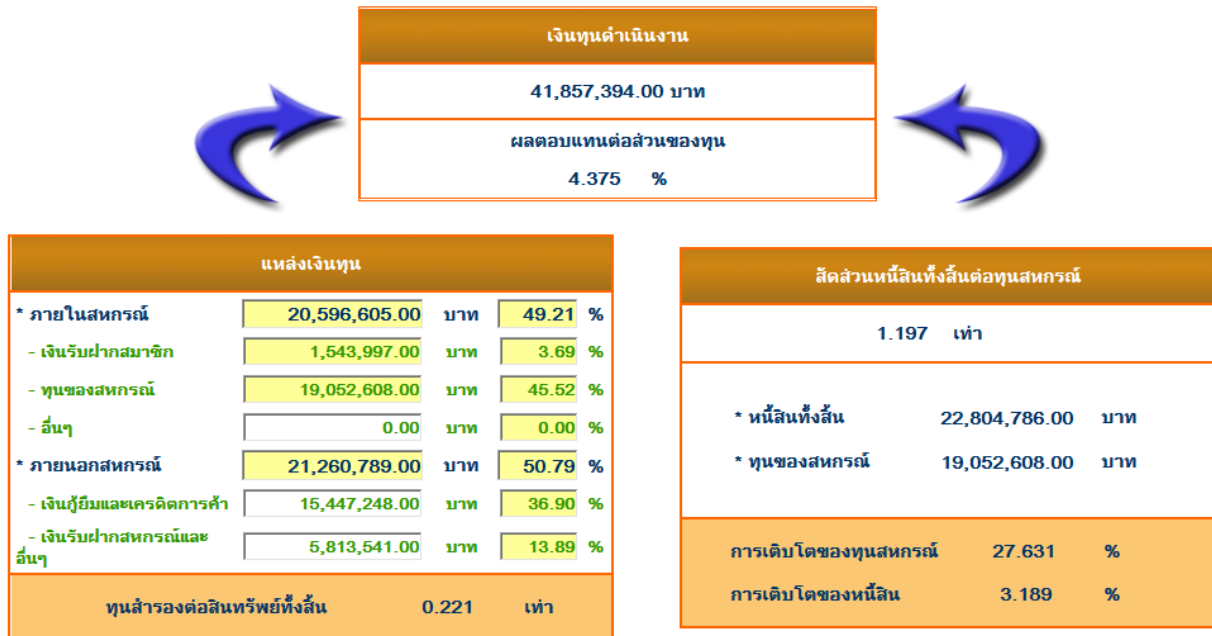 เงินทุนดำเนินงาน
41,857,394.00 บาท
ผลตอบแทนต่อส่วนของทุน
4.375 %
แหล่งเงินทุน
* ภายในสหกรณ์ 20,596,605.00 บาท 49.21 %
- เงินรับฝากสมาชิก 1,543,997.00 บาท 3.69 %
- ทุนของสหกรณ์ 19,052,608.00 บาท 45.52 %
- อื่นๆ 0.00 บาท 0.00 %
* ภายนอกสหกรณ์ 21,260,789.00 บาท 50.79 %
- เงินกู้ยืมและเครดิตการค้า 15,447,248.00 บาท 36.90 %
- เงินรับฝากสหกรณ์และ
อื่นๆ 5,813,541.00 บาท 13.89 %
ทุนสำรองต่อสินทรัพย์ทั้งสิ้น 0.221 เท่า
สัดส่วนหนี้สินทั้งสิ้นต่อทุนสหกรณ์
1.197 เท่า
* หนี้สินทั้งสิ้น 22,804,786.00 บาท
* ทุนของสหกรณ์ 19,052,608.00 บาท
การเติบโตของทุนสหกรณ์ 27.631 %
การเติบโตของหนี้สิน 3.189 %